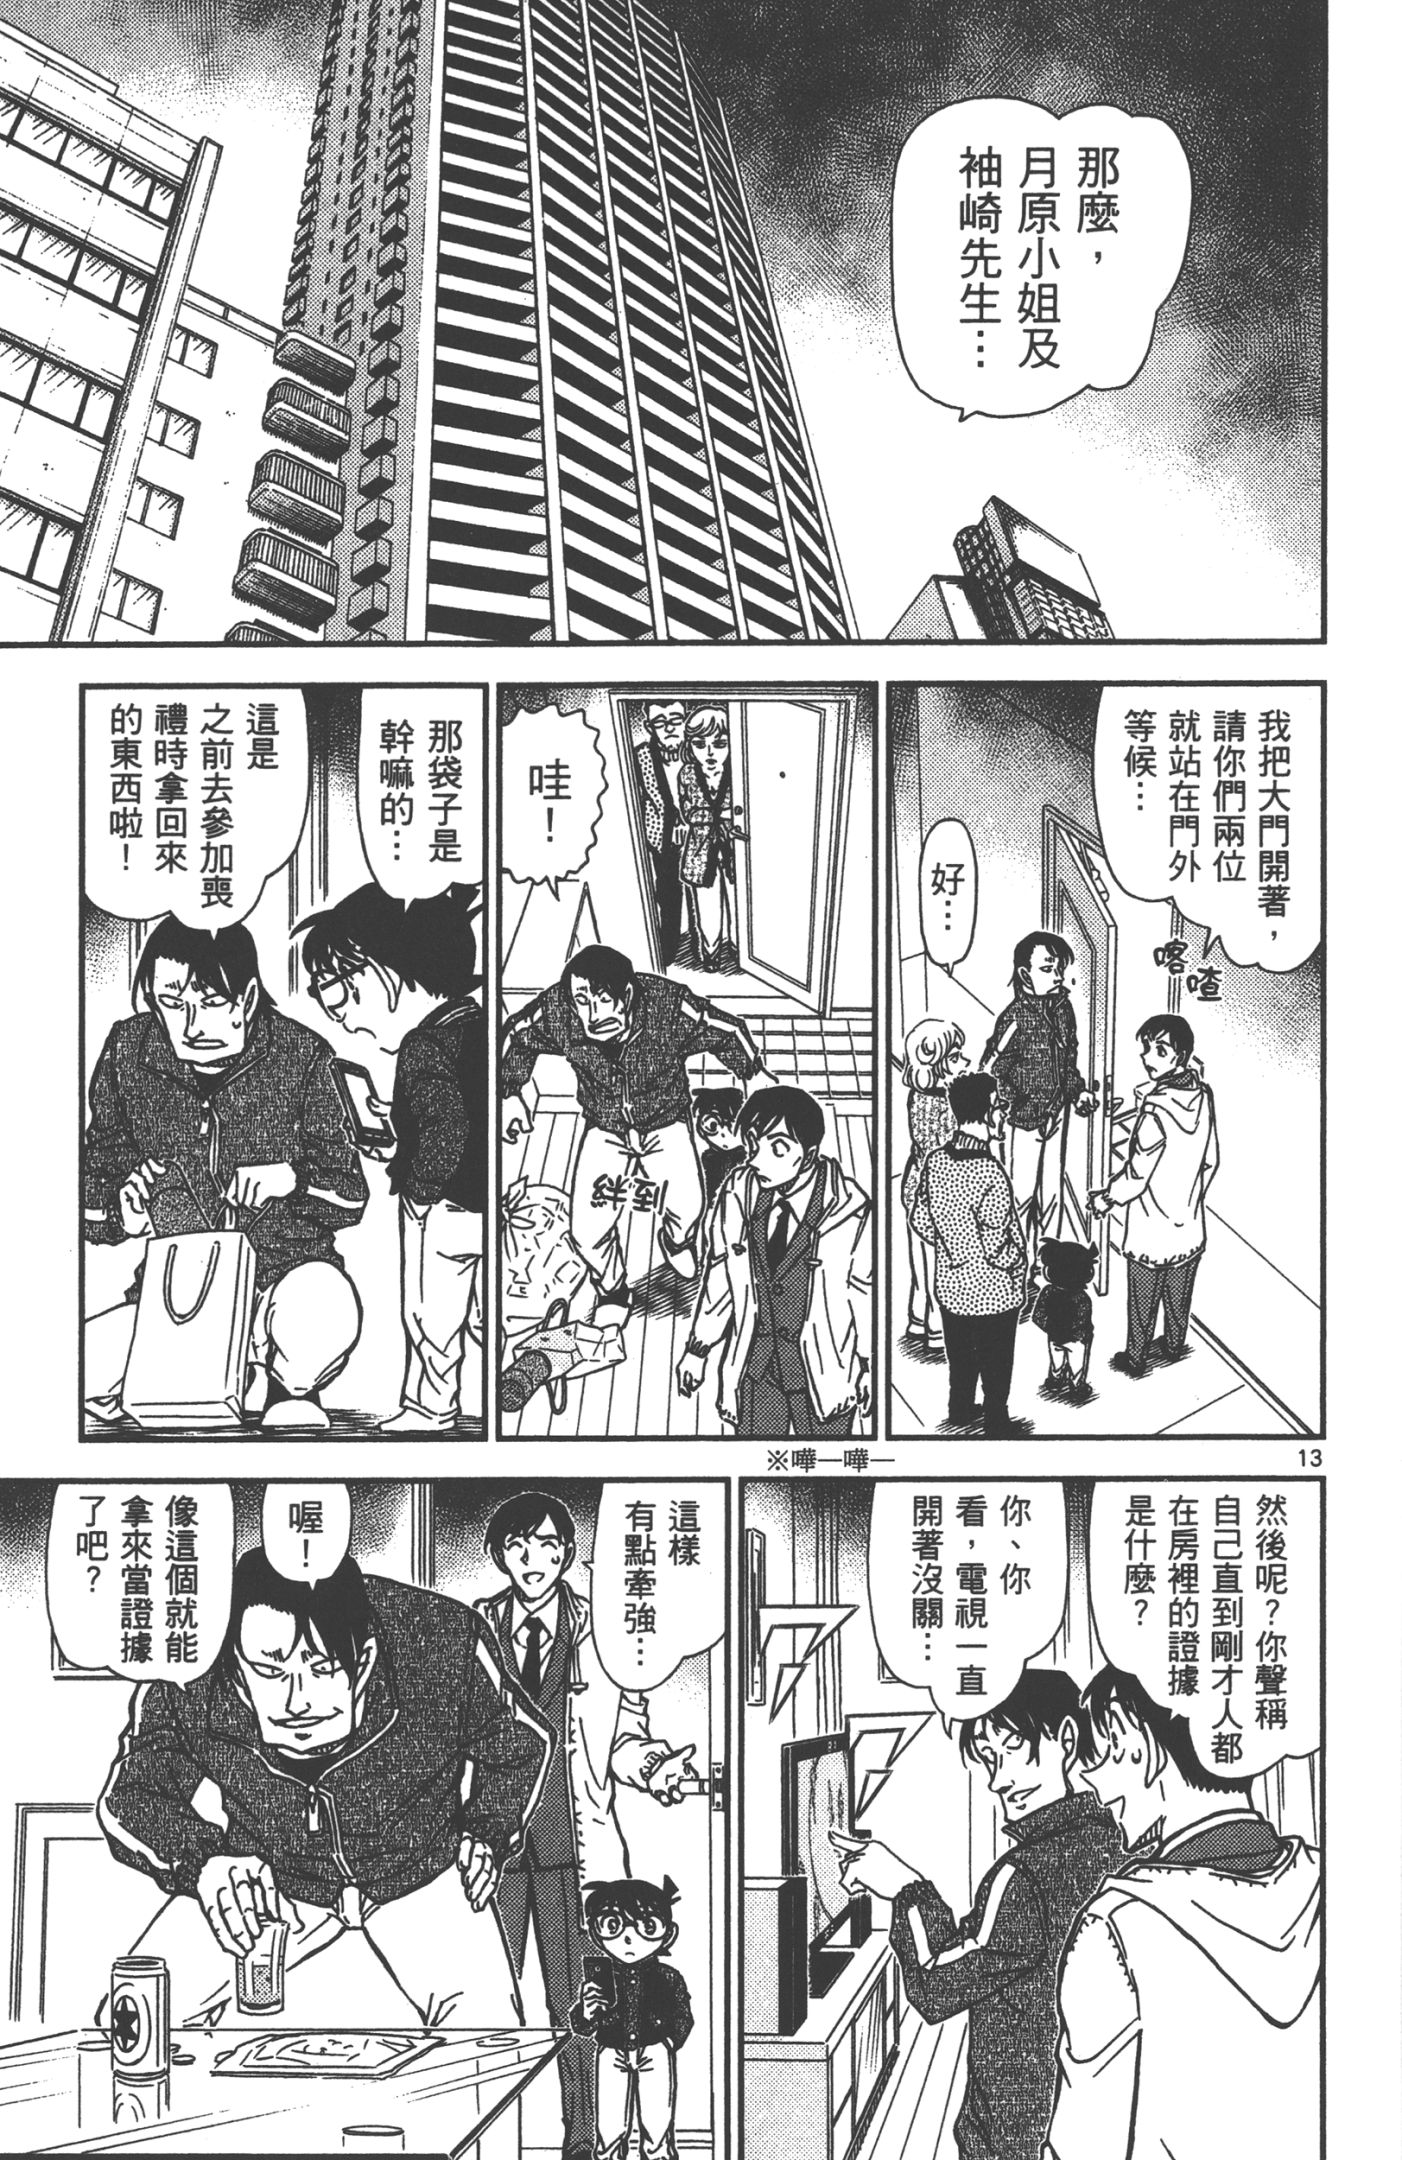 那麼，
月原小姐及
袖崎先生…
我把大門開著，
請你們兩位
就站在門外
等候…
喀喳
好…
哇！
絆倒
那袋子是
幹嘛的…
這是
之前去參加喪
禮時拿回來
的東西啦！
※嘩—嘩—
13
然後呢？你聲稱
自己直到剛才人都
在房裡的證據
是什麼？
你、你
看，電視一直
開著沒關…
這樣
有點牽強…
喔！
像這個就能
拿來當證據
了吧？